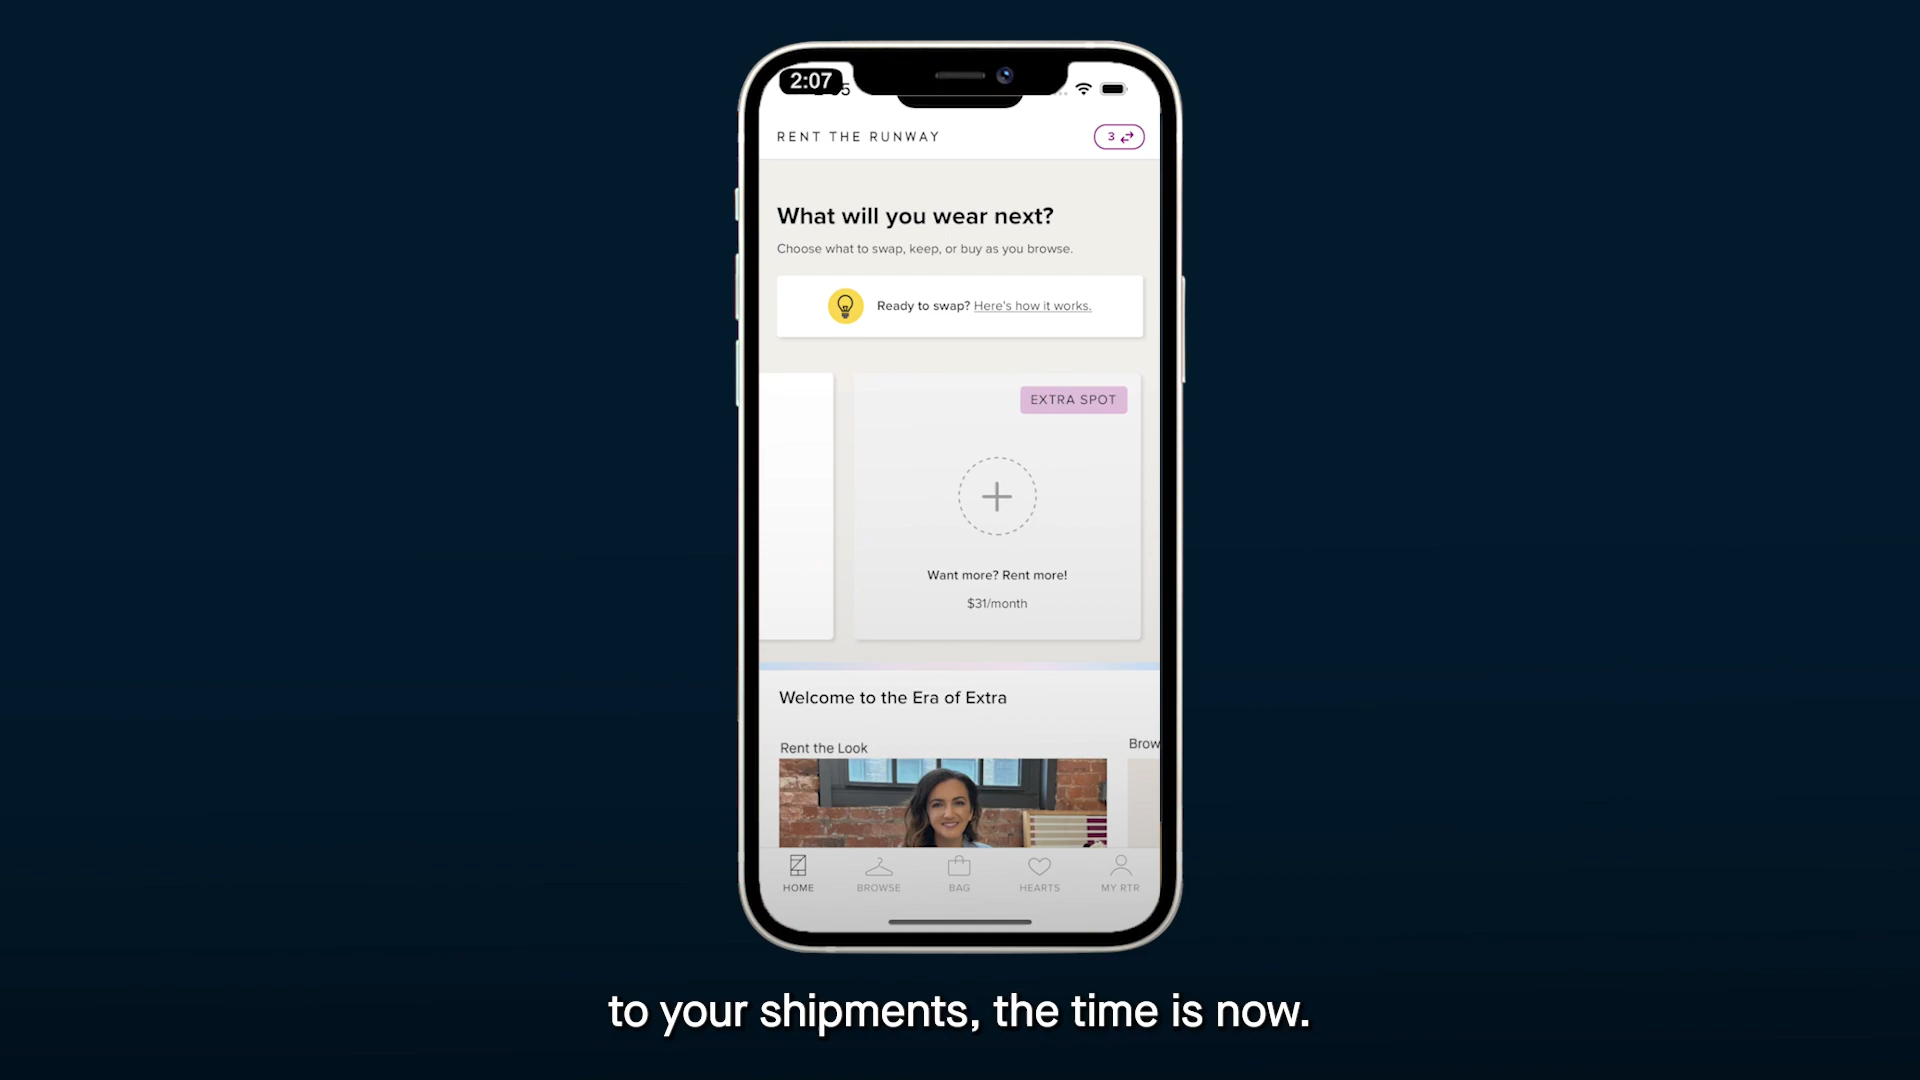 2:07
RENT THE RUNWAY
3
What will you wear next?
Choose what to swap, keep, or buy as you browse.
Ready to swap? Here's how it works.
EXTRA SPOT
Want more? Rent more!
$31/month
Welcome to the Era of Extra
Rent the Look
Brow
HOME
BROWSE
BAG
HEARTS
MY RTR
to your shipments, the time is now.